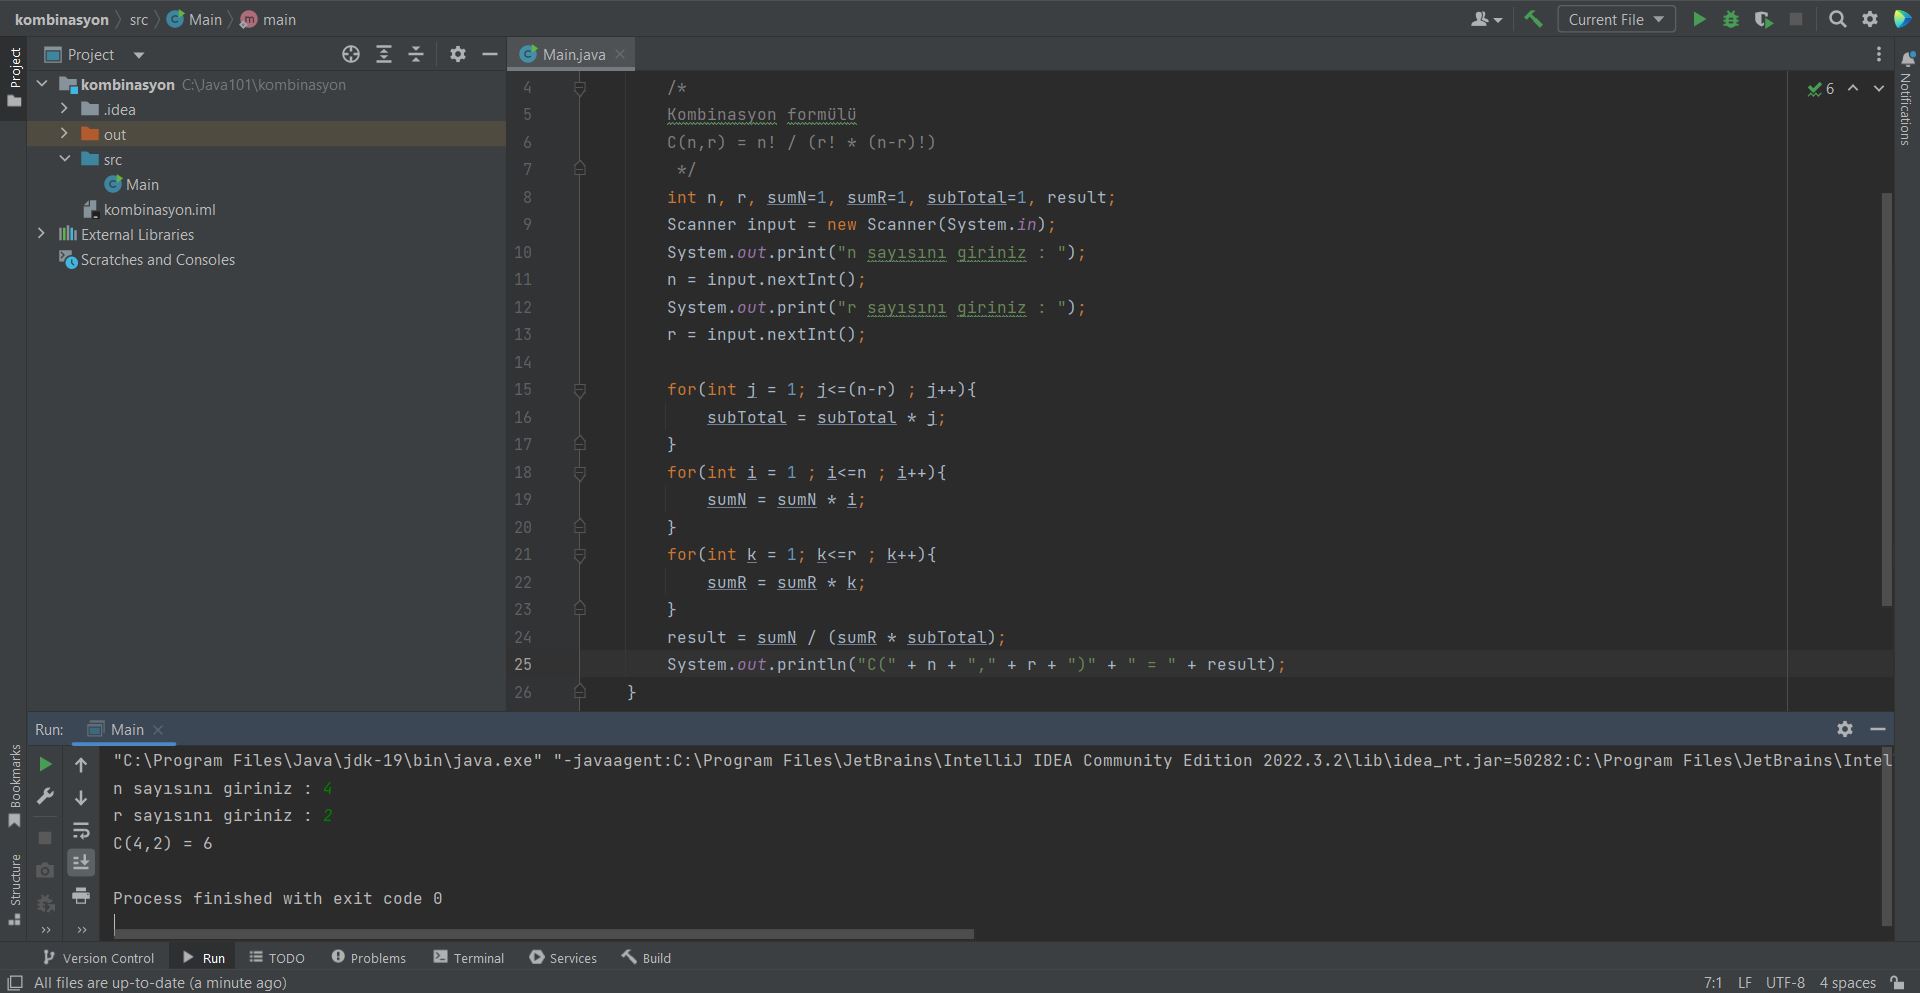 kombinasyon src Main main Current File
Project Main.java
Project
kombinasyon C:\Java101\kombinasyon
.idea
out
src
Main
kombinasyon.iml
External Libraries
Scratches and Consoles
6
Notifications
4 /*
5 Kombinasyon formülü
6 C(n,r) = n! / (r! * (n-r)!)
7 */
8 int n, r, sumN=1, sumR=1, subTotal=1, result;
9 Scanner input = new Scanner(System.in);
10 System.out.print("n sayısını giriniz : ");
11 n = input.nextInt();
12 System.out.print("r sayısını giriniz : ");
13 r = input.nextInt();
14
15 for(int j = 1; j<=(n-r) ; j++){
16 subTotal = subTotal * j;
17 }
18 for(int i = 1 ; i<=n ; i++){
19 sumN = sumN * i;
20 }
21 for(int k = 1; k<=r ; k++){
22 sumR = sumR * k;
23 }
24 result = sumN / (sumR * subTotal);
25 System.out.println("C(" + n + "," + r + ")" + " = " + result);
26 }
Run: Main
Bookmarks
Structure
"C:\Program Files\Java\jdk-19\bin\java.exe" "-javaagent:C:\Program Files\JetBrains\IntelliJ IDEA Community Edition 2022.3.2\lib\idea_rt.jar=50282:C:\Program Files\JetBrains\Intel
n sayısını giriniz : 4
r sayısını giriniz : 2
C(4,2) = 6
Process finished with exit code 0
Version Control Run TODO Problems Terminal Services Build
All files are up-to-date (a minute ago) 7:1 LF UTF-8 4 spaces